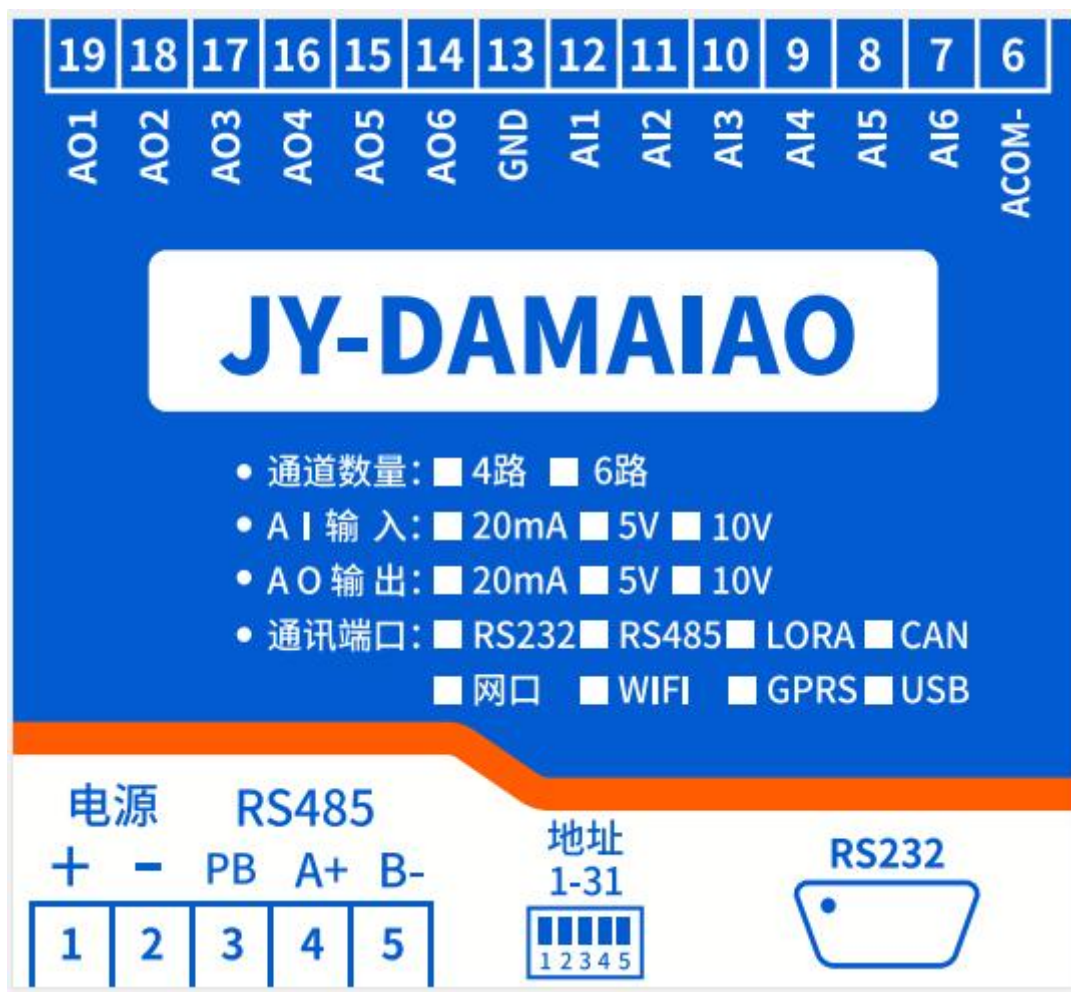 19 18 17 16 15 14 13 12 11 10 9 8 7 6
AO1 AO2 AO3 AO4 AO5 AO6 GND AI1 AI2 AI3 AI4 AI5 AI6 ACOM-
JY-DAMAIAO
• 通道数量: ■ 4路 ■ 6路
• AI输入: ■ 20mA ■ 5V ■ 10V
• AO输出: ■ 20mA ■ 5V ■ 10V
• 通讯端口: ■ RS232 ■ RS485 ■ LORA ■ CAN
■ 网口 ■ WIFI ■ GPRS ■ USB
电源 RS485
+ - PB A+ B-
1 2 3 4 5
地址
1-31
1 2 3 4 5
RS232